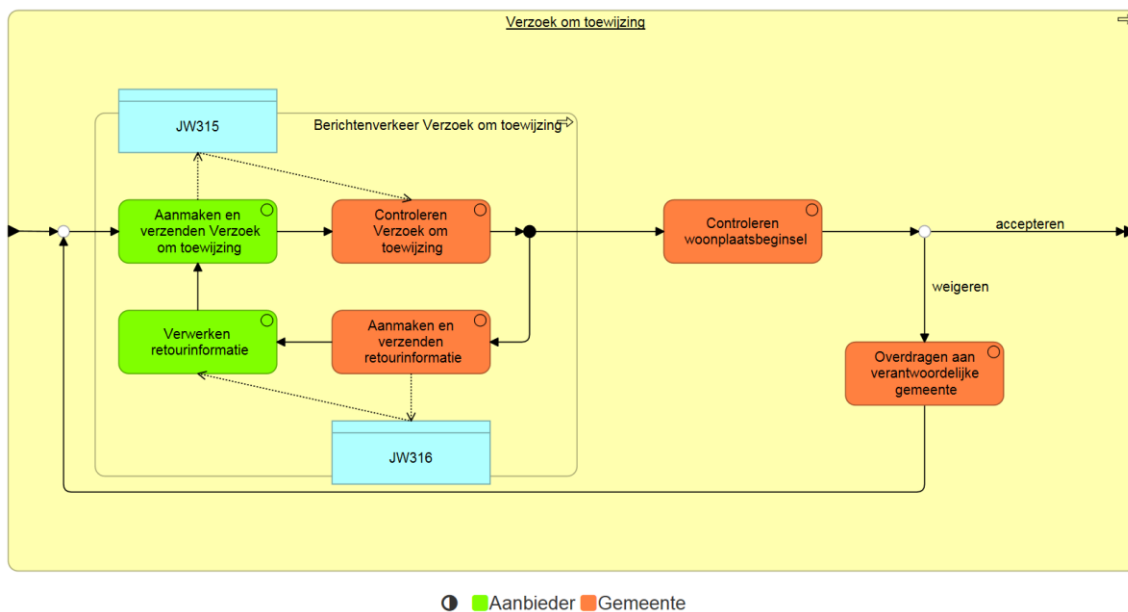 Verzoek om toewijzing
JW315
Berichtenverkeer Verzoek om toewijzing
Aanmaken en
verzenden Verzoek
om toewijzing
Controleren
Verzoek om
toewijzing
Controleren
woonplaatsbeginsel
accepteren
weigeren
Verwerken
retourinformatie
Aanmaken en
verzenden
retourinformatie
Overdragen aan
verantwoordelijke
gemeente
JW316
Aanbieder Gemeente